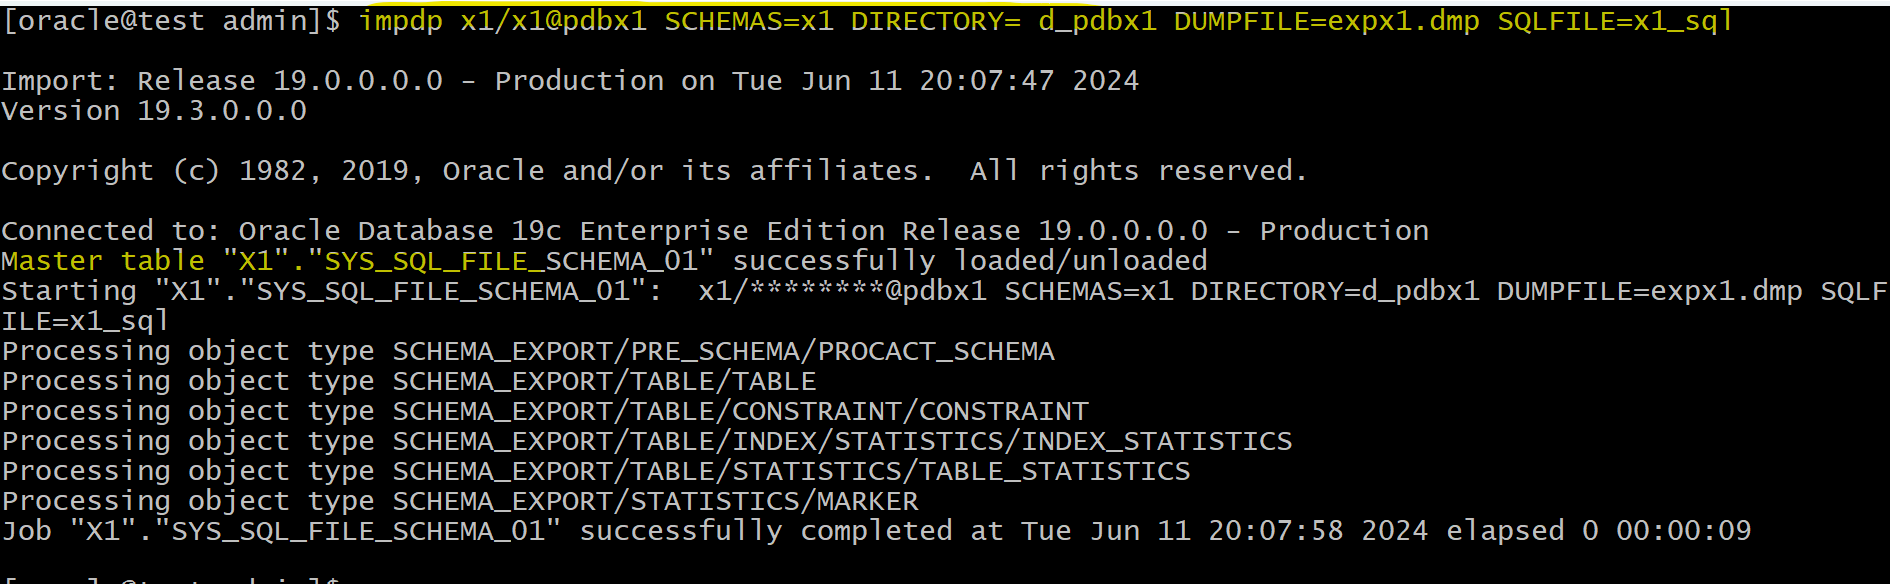 [oracle@test admin]$ impdp x1/x1@pdbx1 SCHEMAS=x1 DIRECTORY= d_pdbx1 DUMPFILE=expx1.dmp SQLFILE=x1_sql
Import: Release 19.0.0.0.0 - Production on Tue Jun 11 20:07:47 2024
Version 19.3.0.0.0
Copyright (c) 1982, 2019, Oracle and/or its affiliates.  All rights reserved.
Connected to: Oracle Database 19c Enterprise Edition Release 19.0.0.0.0 - Production
Master table "X1"."SYS_SQL_FILE_SCHEMA_01" successfully loaded/unloaded
Starting "X1"."SYS_SQL_FILE_SCHEMA_01":  x1/********@pdbx1 SCHEMAS=x1 DIRECTORY=d_pdbx1 DUMPFILE=expx1.dmp SQLF
ILE=x1_sql
Processing object type SCHEMA_EXPORT/PRE_SCHEMA/PROCACT_SCHEMA
Processing object type SCHEMA_EXPORT/TABLE/TABLE
Processing object type SCHEMA_EXPORT/TABLE/CONSTRAINT/CONSTRAINT
Processing object type SCHEMA_EXPORT/TABLE/INDEX/STATISTICS/INDEX_STATISTICS
Processing object type SCHEMA_EXPORT/TABLE/STATISTICS/TABLE_STATISTICS
Processing object type SCHEMA_EXPORT/STATISTICS/MARKER
Job "X1"."SYS_SQL_FILE_SCHEMA_01" successfully completed at Tue Jun 11 20:07:58 2024 elapsed 0 00:00:09